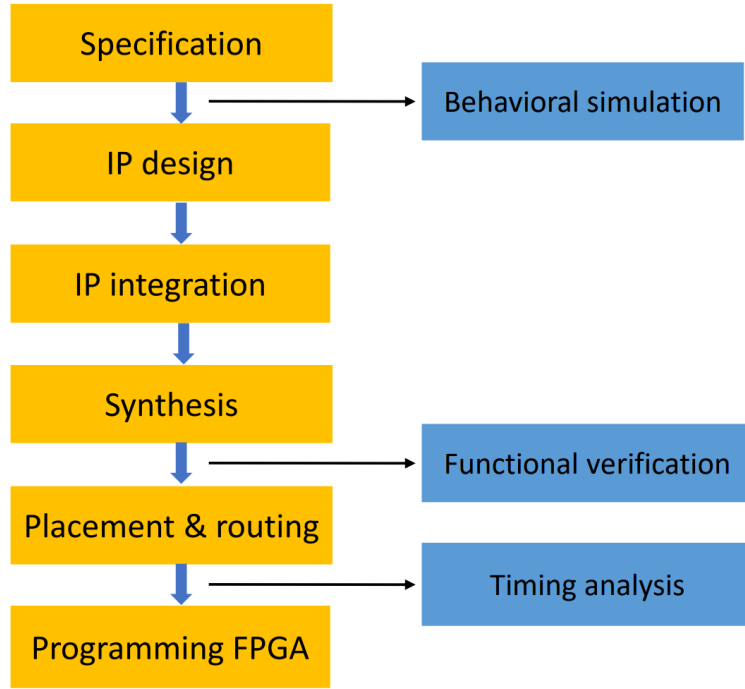 Specification
Behavioral simulation
IP design
IP integration
Synthesis
Functional verification
Placement & routing
Timing analysis
Programming FPGA